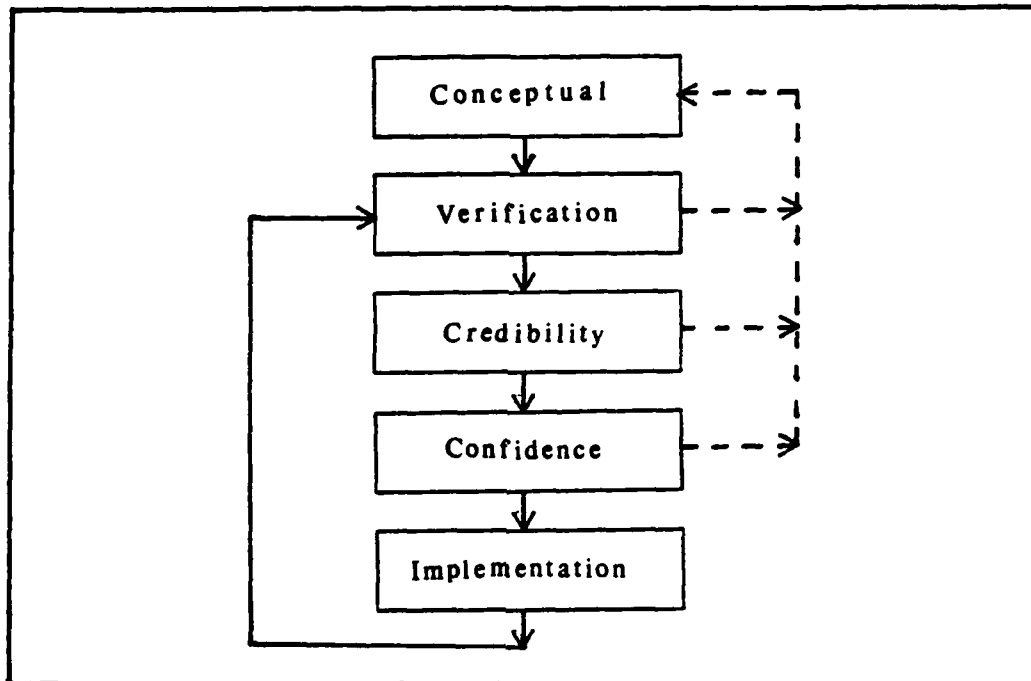 Conceptual
Verification
Credibility
Confidence
Implementation